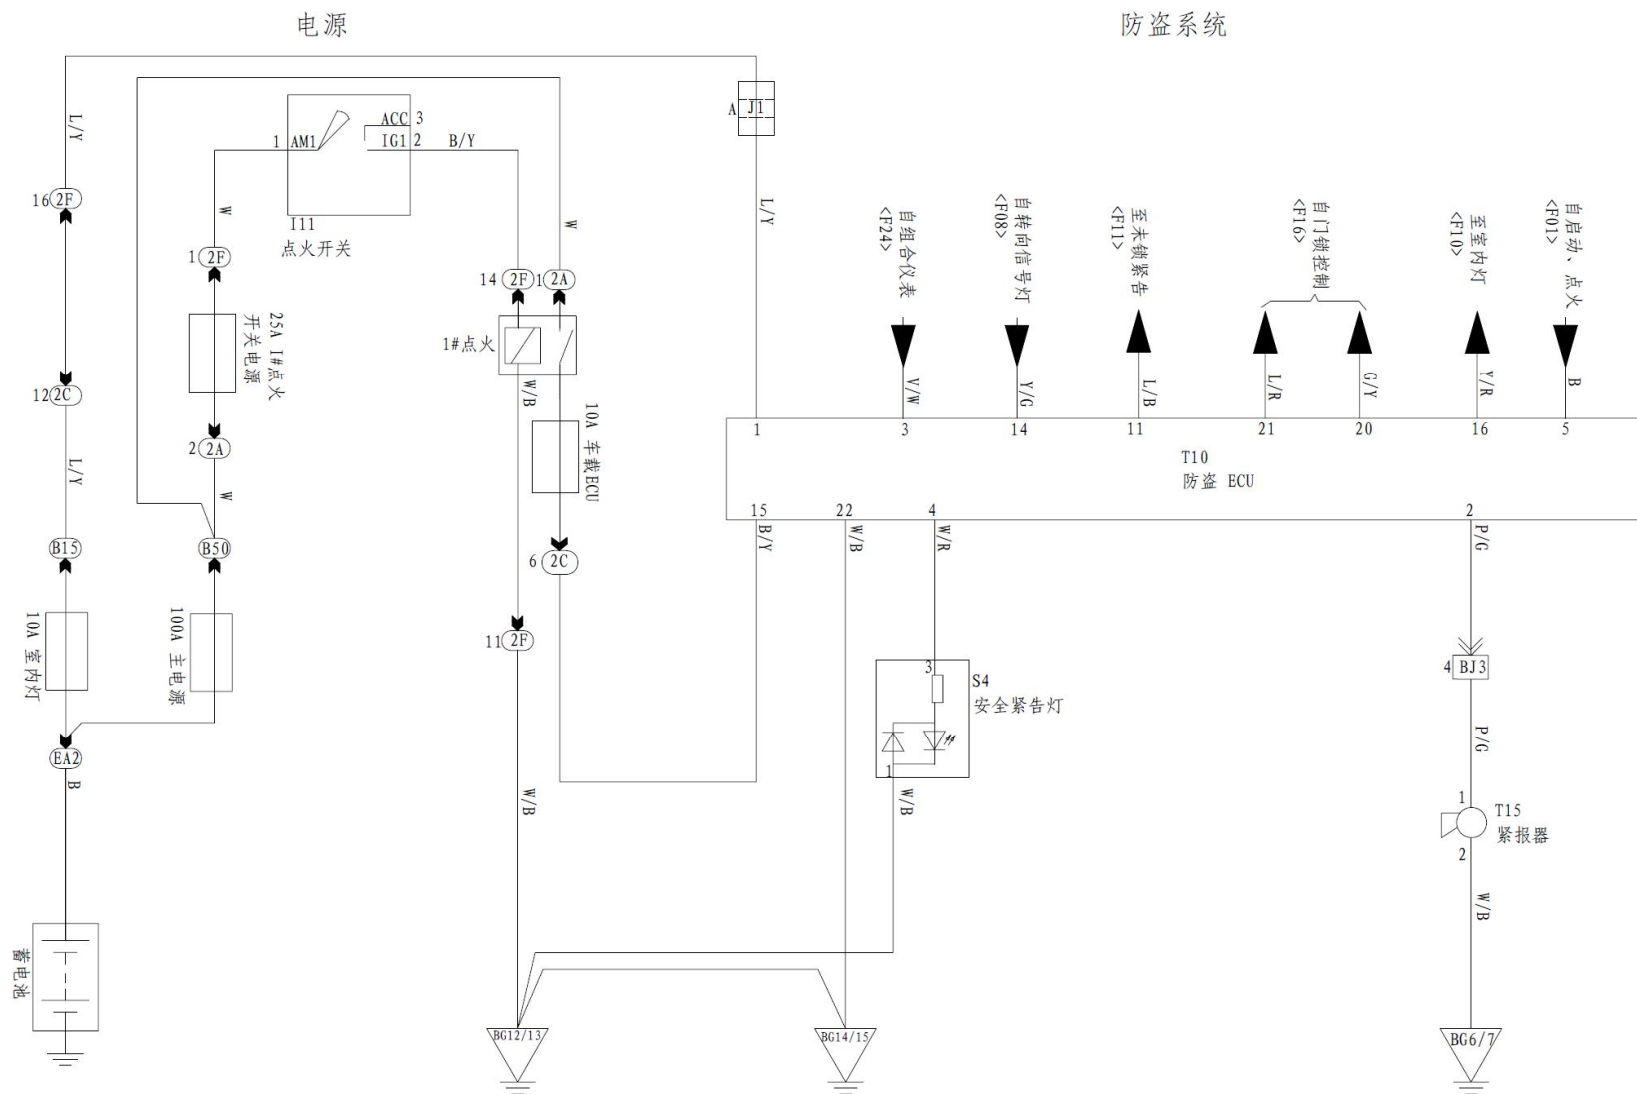 电源
防盗系统
L/Y
16 2F
12 2C
L/Y
B15
10A 室内灯
EA2
B
蓄电池
1 AM1
ACC 3
IG1 2
B/Y
I11
点火开关
W
1 2F
25A I#点火
开关电源
2 2A
W
B50
100A 主电源
W
14 2F
1 2A
1#点火
W/B
10A 车载ECU
6 2C
11 2F
W/B
BG12/13
A J1
L/Y
自组合仪表
<F24>
自转向信号灯
<F08>
至未锁紧告
<F11>
自门锁控制
<F16>
至室内灯
<F10>
自启动、点火
<F01>
V/W
Y/G
L/B
L/R
G/Y
Y/R
B
1 3 14 11 21 20 16 5
T10
防盗 ECU
15 22 4 2
B/Y
W/B
W/R
P/G
3
S4
安全紧告灯
1
W/B
4 BJ3
P/G
1
T15
紧报器
2
W/B
BG14/15
BG6/7